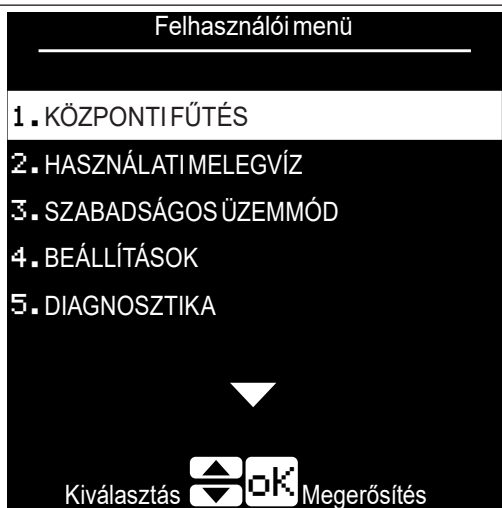 Felhasználói menü
1. KÖZPONTI FŰTÉS
2. HASZNÁLATI MELEGVÍZ
3. SZABADSÁGOS ÜZEMMÓD
4. BEÁLLÍTÁSOK
5. DIAGNOSZTIKA
Kiválasztás oK Megerősítés